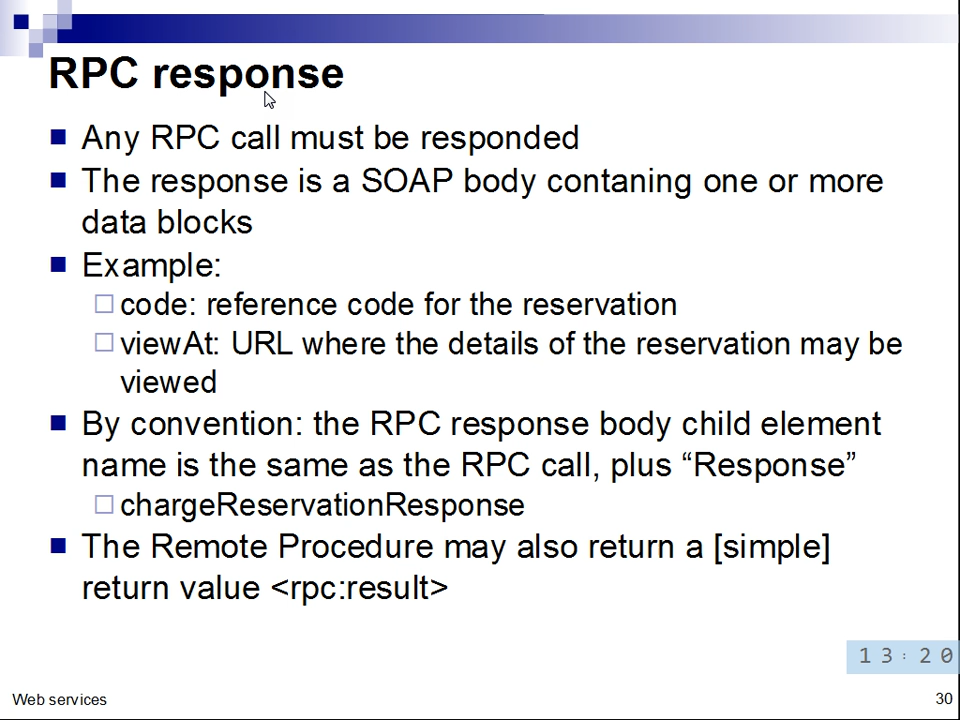 RPC response
Any RPC call must be responded
The response is a SOAP body contaning one or more
data blocks
Example:
code: reference code for the reservation
viewAt: URL where the details of the reservation may be
viewed
By convention: the RPC response body child element
name is the same as the RPC call, plus “Response”
chargeReservationResponse
The Remote Procedure may also return a [simple]
return value <rpc:result>
13:20
Web services
30